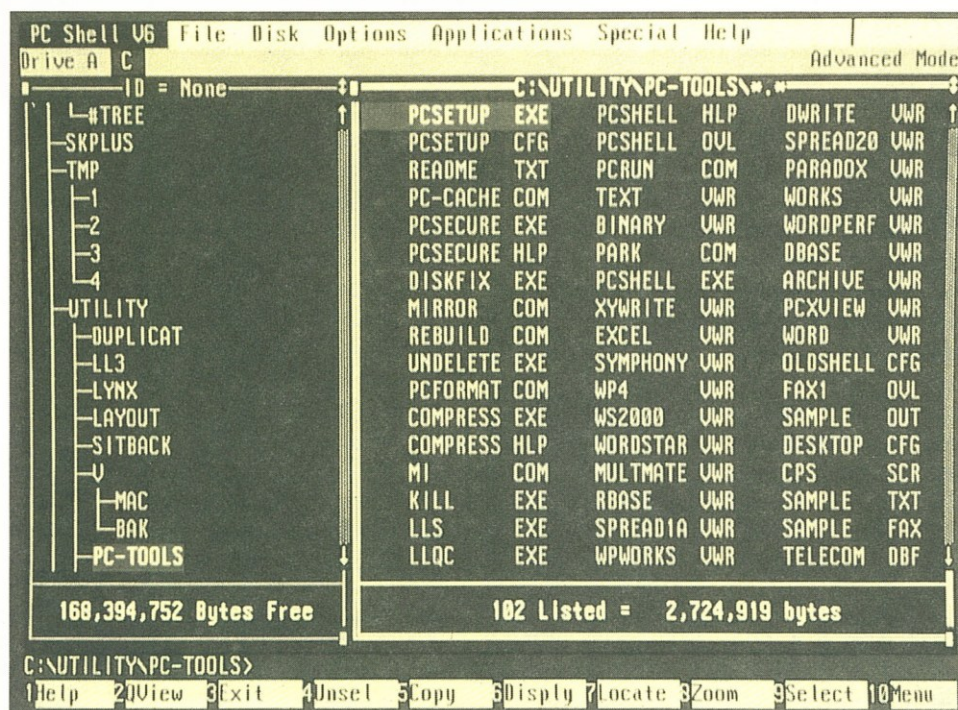 PC Shell V6 File Disk Options Applications Special Help
Drive A C Advanced Mode
ID = None
C:\UTILITY\PC-TOOLS\*.*
#TREE
SKPLUS
TMP
1
2
3
4
UTILITY
DUPLICAT
LL3
LYNX
LAYOUT
SITBACK
V
MAC
BAK
PC-TOOLS
168,394,752 Bytes Free
PCSETUP EXE PCSHELL HLP DWRITE VWR
PCSETUP CFG PCSHELL OVL SPREAD20 VWR
README TXT PCRUN COM PARADOX VWR
PC-CACHE COM TEXT VWR WORKS VWR
PCSECURE EXE BINARY VWR WORDPERF VWR
PCSECURE HLP PARK COM DBASE VWR
DISKFIX EXE PCSHELL EXE ARCHIVE VWR
MIRROR COM XYWRITE VWR PCXVIEW VWR
REBUILD COM EXCEL VWR WORD VWR
UNDELETE EXE SYMPHONY VWR OLDSHELL CFG
PCFORMAT COM WP4 VWR FAX1 OVL
COMPRESS EXE WS2000 VWR SAMPLE OUT
COMPRESS HLP WORDSTAR VWR DESKTOP CFG
MI COM MULTMATE VWR CPS SCR
KILL EXE RBASE VWR SAMPLE TXT
LLS EXE SPREAD1A VWR SAMPLE FAX
LLQC EXE WPWORKS VWR TELECOM DBF
102 Listed = 2,724,919 bytes
C:\UTILITY\PC-TOOLS>
1Help 2QView 3Exit 4Unsel 5Copy 6Disply 7Locate 8Zoom 9Select 10Menu